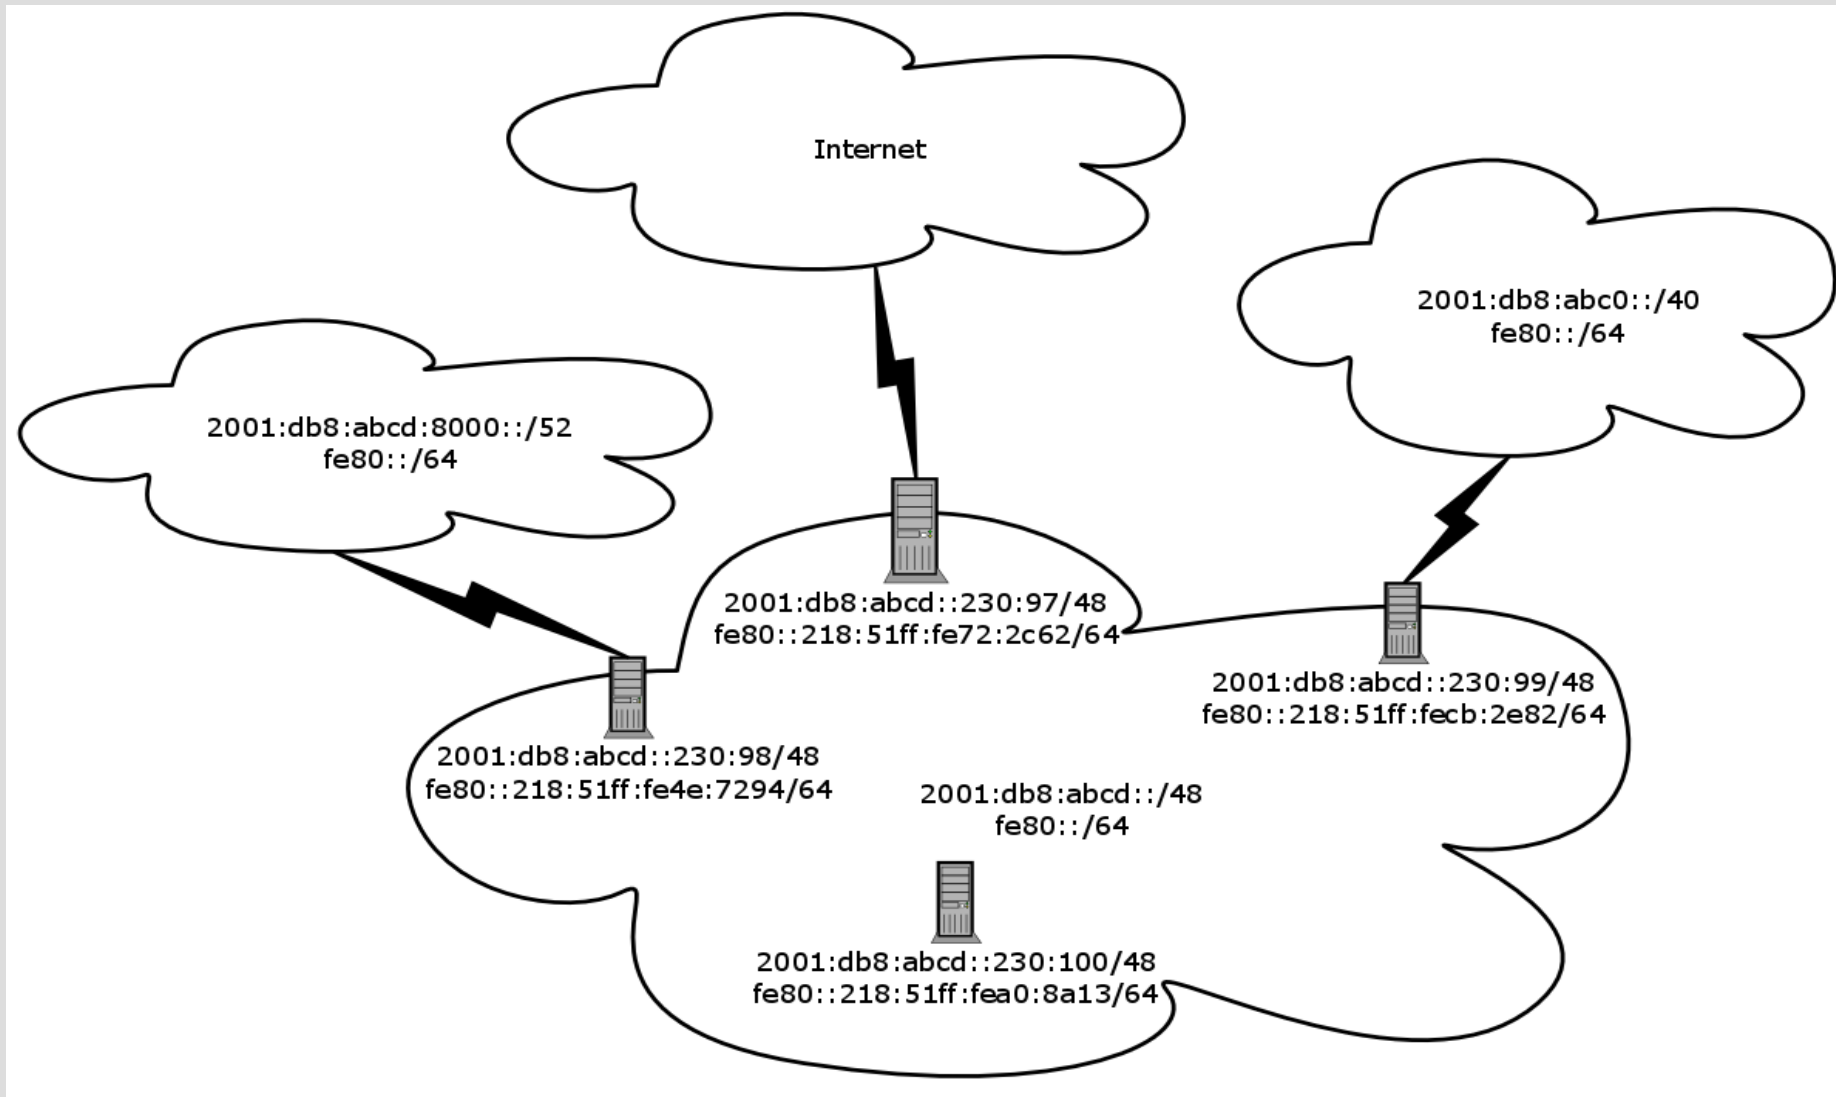 Internet
2001:db8:abc0::/40
fe80::/64
2001:db8:abcd:8000::/52
fe80::/64
2001:db8:abcd::230:97/48
fe80::218:51ff:fe72:2c62/64
2001:db8:abcd::230:99/48
fe80::218:51ff:fecb:2e82/64
2001:db8:abcd::230:98/48
fe80::218:51ff:fe4e:7294/64
2001:db8:abcd::/48
fe80::/64
2001:db8:abcd::230:100/48
fe80::218:51ff:fea0:8a13/64